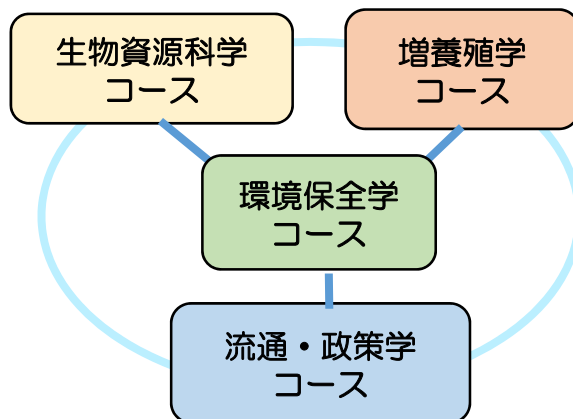 生物資源科学
コース
増養殖学
コース
環境保全学
コース
流通・政策学
コース